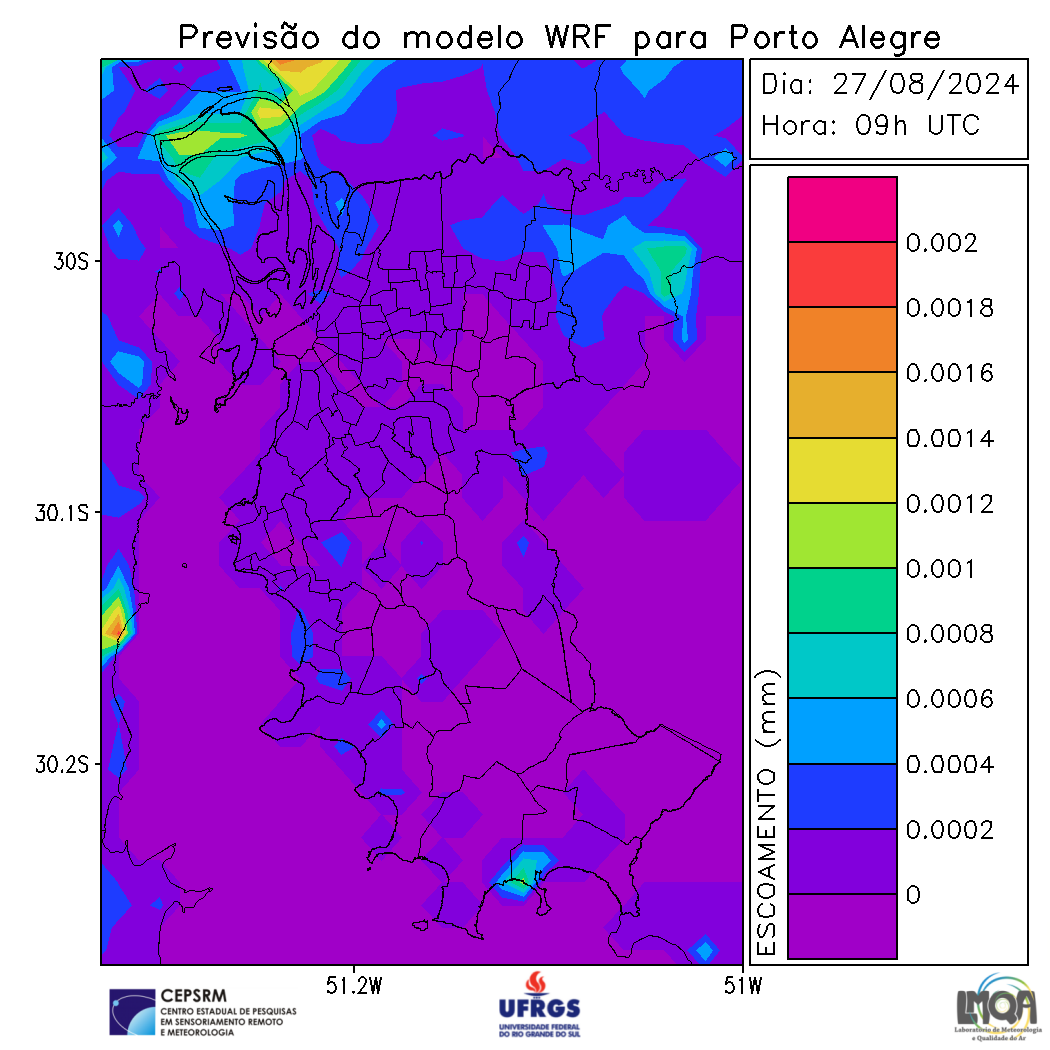 Previsão do modelo WRF para Porto Alegre
Dia: 27/08/2024
Hora: 09h UTC
30S
30.1S
30.2S
51.2W
51W
0.002
0.0018
0.0016
0.0014
0.0012
0.001
0.0008
0.0006
0.0004
0.0002
0
ESCOAMENTO (mm)
CEPSRM
CENTRO ESTADUAL DE PESQUISAS
EM SENSORIAMENTO REMOTO
E METEOROLOGIA
UFRGS
UNIVERSIDADE FEDERAL
DO RIO GRANDE DO SUL
LMQA
Laboratório de Meteorologia
e Qualidade do Ar